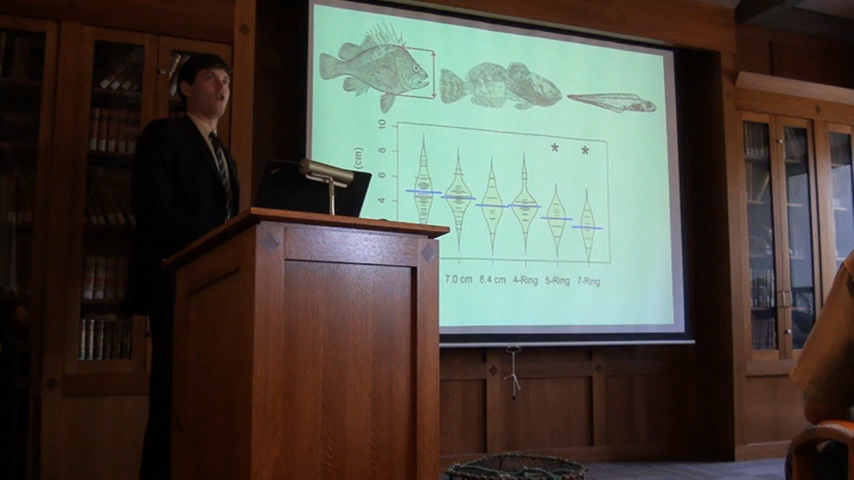 * *
10
8
(cm)
6
4
7.0 cm 6.4 cm 4-Ring 5-Ring 7-Ring